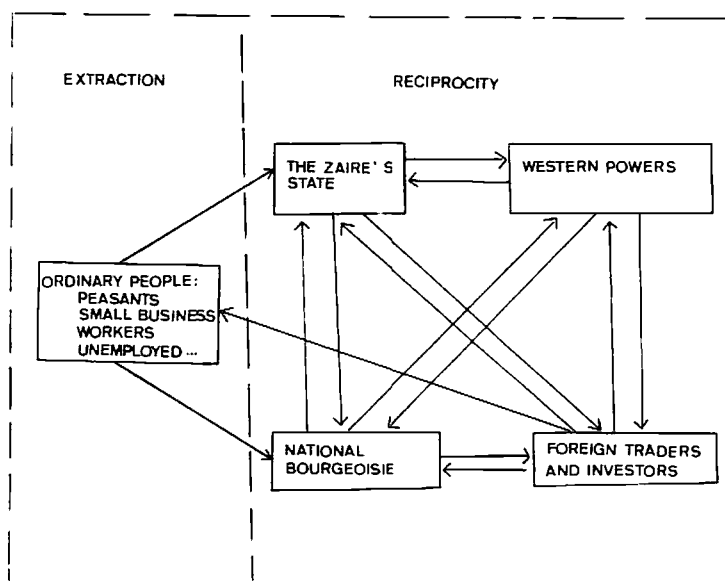 EXTRACTION
RECIPROCITY
THE ZAIRE'S
STATE
WESTERN POWERS
ORDINARY PEOPLE:
PEASANTS
SMALL BUSINESS
WORKERS
UNEMPLOYED...
NATIONAL
BOURGEOISIE
FOREIGN TRADERS
AND INVESTORS